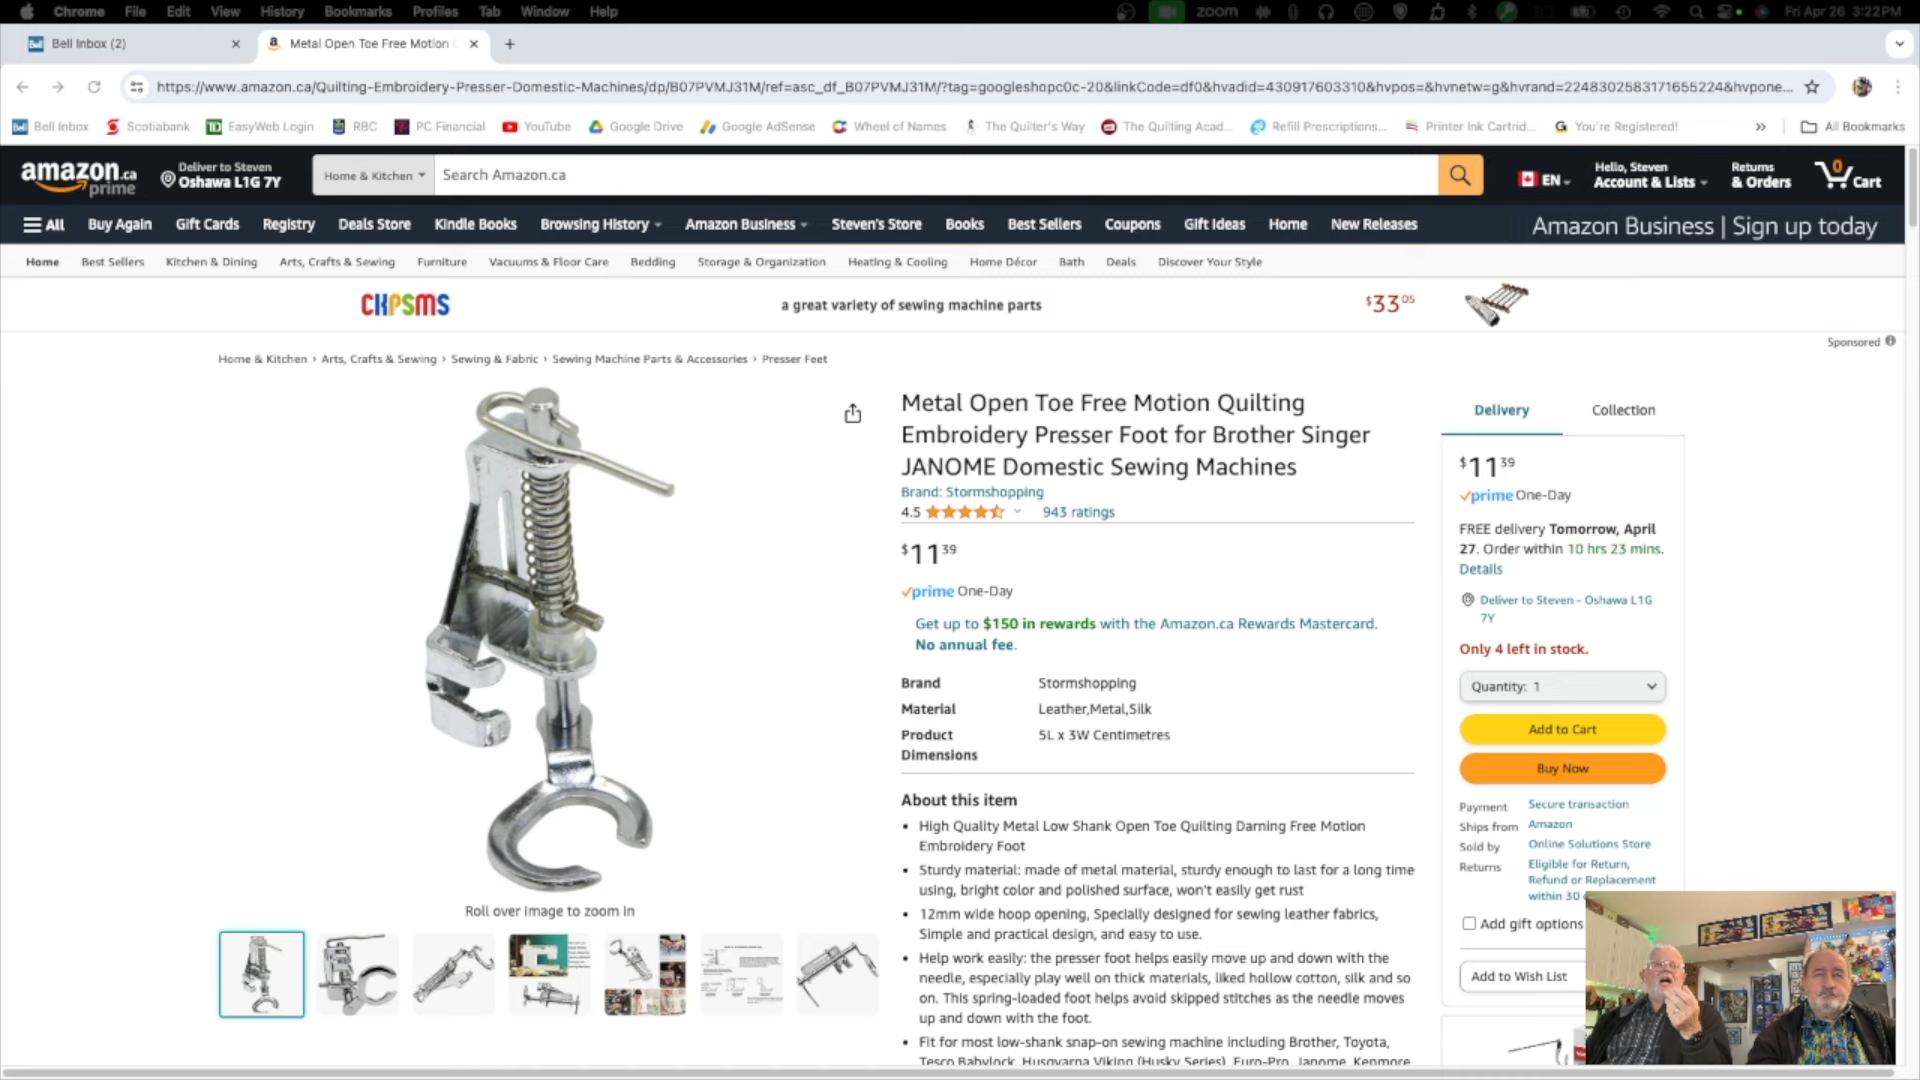 Chrome File Edit View History Bookmarks Profiles Tab Window Help
zoom
Fri Apr 26 3:22 PM
Bell Inbox (2)
Metal Open Toe Free Motion
https://www.amazon.ca/Quilting-Embroidery-Presser-Domestic-Machines/dp/B07PVMJ31M/ref=asc_df_B07PVMJ31M/?tag=googleshopc0c-20&linkCode=df0&hvadid=430917603310&hvpos=&hvnetw=g&hvrand=2248302583171655224&hvpone...
Bell Inbox Scotiabank EasyWeb Login RBC PC Financial YouTube Google Drive Google AdSense Wheel of Names The Quilter's Way The Quilting Acad... Refill Prescriptions... Printer Ink Cartrid... You're Registered! » All Bookmarks
amazon.ca
prime
Deliver to Steven
Oshawa L1G 7Y
Home & Kitchen
Search Amazon.ca
EN
Hello, Steven
Account & Lists
Returns
& Orders
0
Cart
All Buy Again Gift Cards Registry Deals Store Kindle Books Browsing History Amazon Business Steven's Store Books Best Sellers Coupons Gift Ideas Home New Releases
Amazon Business | Sign up today
Home Best Sellers Kitchen & Dining Arts, Crafts & Sewing Furniture Vacuums & Floor Care Bedding Storage & Organization Heating & Cooling Home Décor Bath Deals Discover Your Style
CKPSMS
a great variety of sewing machine parts
$33 05
Sponsored
Home & Kitchen › Arts, Crafts & Sewing › Sewing & Fabric › Sewing Machine Parts & Accessories › Presser Feet
Roll over image to zoom in
Metal Open Toe Free Motion Quilting
Embroidery Presser Foot for Brother Singer
JANOME Domestic Sewing Machines
Brand: Stormshopping
4.5
943 ratings
$11 39
prime One-Day
Get up to $150 in rewards with the Amazon.ca Rewards Mastercard.
No annual fee.
Brand Stormshopping
Material Leather,Metal,Silk
Product Dimensions 5L x 3W Centimetres
About this item
• High Quality Metal Low Shank Open Toe Quilting Darning Free Motion
Embroidery Foot
• Sturdy material: made of metal material, sturdy enough to last for a long time
using, bright color and polished surface, won't easily get rust
• 12mm wide hoop opening, Specially designed for sewing leather fabrics,
Simple and practical design, and easy to use.
• Help work easily: the presser foot helps easily move up and down with the
needle, especially play well on thick materials, liked hollow cotton, silk and so
on. This spring-loaded foot helps avoid skipped stitches as the needle moves
up and down with the foot.
• Fit for most low-shank snap-on sewing machine including Brother, Toyota,
Tesco Babylock, Husqvarna Viking (Husky Series), Euro-Pro, Janome, Kenmore
Delivery Collection
$11 39
prime One-Day
FREE delivery Tomorrow, April
27. Order within 10 hrs 23 mins.
Details
Deliver to Steven - Oshawa L1G
7Y
Only 4 left in stock.
Quantity: 1
Add to Cart
Buy Now
Payment Secure transaction
Ships from Amazon
Sold by Online Solutions Store
Returns Eligible for Return,
Refund or Replacement
within 30
Add gift options
Add to Wish List